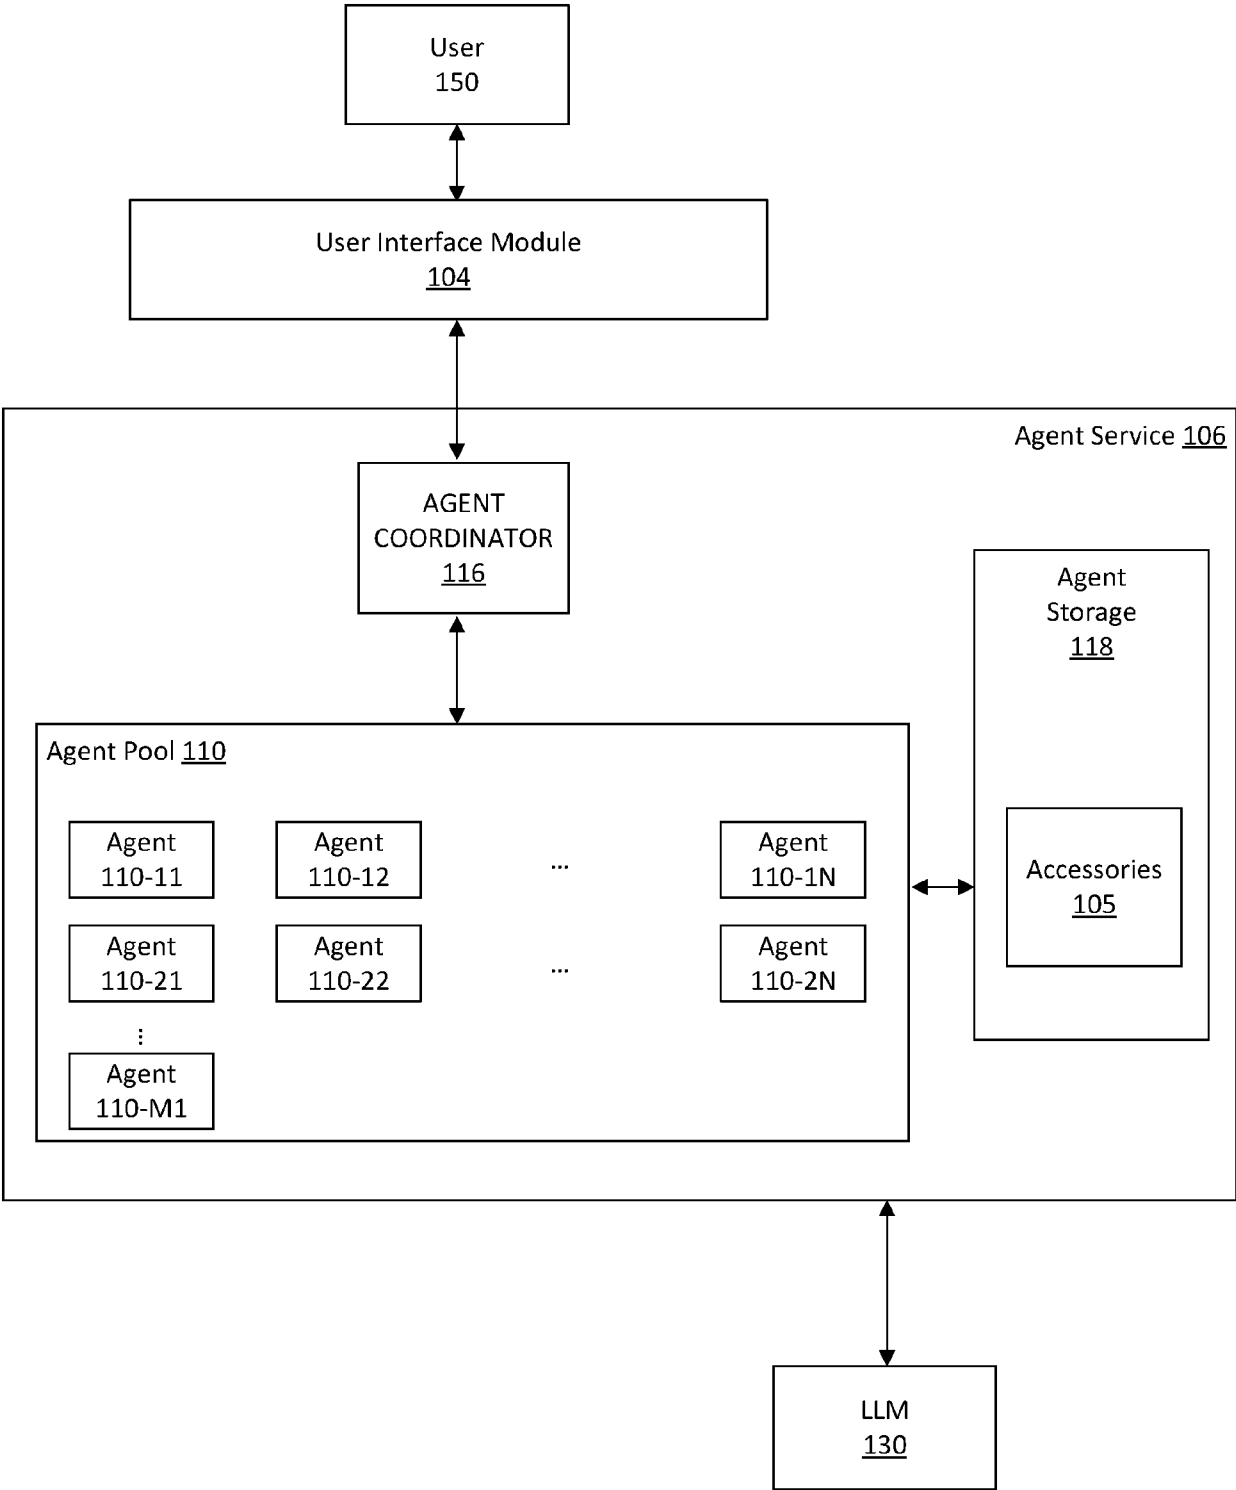 User
150
User Interface Module
104
Agent Service 106
AGENT
COORDINATOR
116
Agent
Storage
118
Agent Pool 110
Agent
110-11
Agent
110-12
...
Agent
110-1N
Accessories
105
Agent
110-21
Agent
110-22
...
Agent
110-2N
...
Agent
110-M1
LLM
130